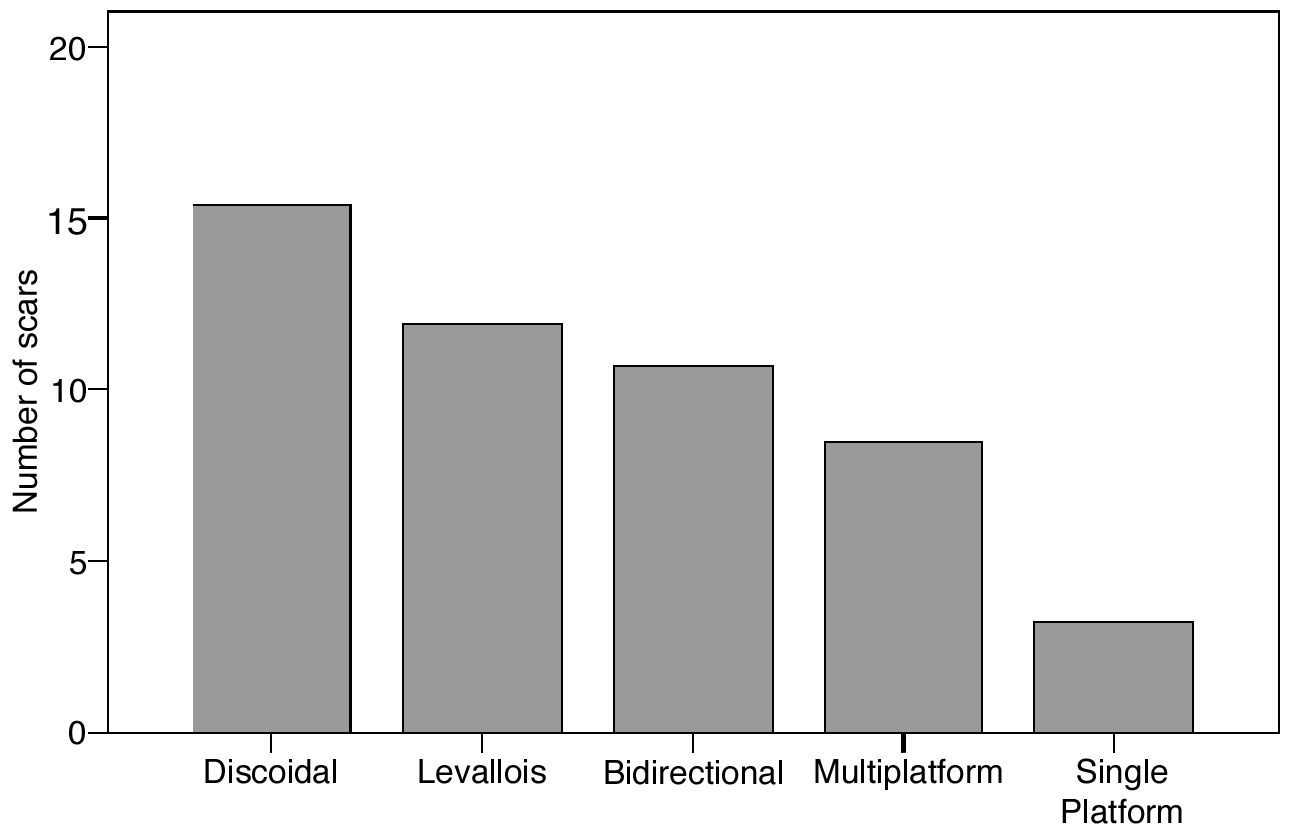 20
15
10
5
0
Number of scars
Discoidal
Levallois
Bidirectional
Multiplatform
Single
Platform